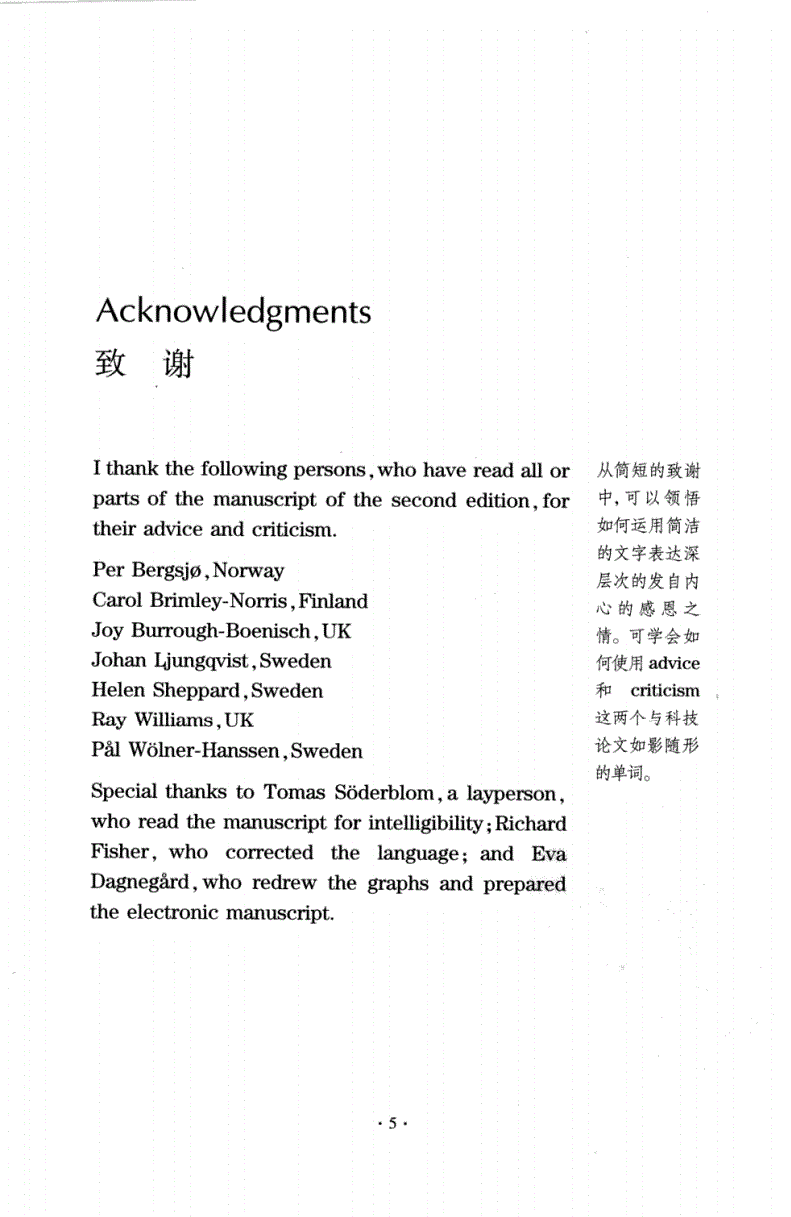 Acknowledgments
致 谢
I thank the following persons, who have read all or
parts of the manuscript of the second edition, for
their advice and criticism.
Per Bergsjø, Norway
Carol Brimley-Norris, Finland
Joy Burrough-Boenisch, UK
Johan Ljungqvist, Sweden
Helen Sheppard, Sweden
Ray Williams, UK
Pål Wölner-Hanssen, Sweden
Special thanks to Tomas Söderblom, a layperson,
who read the manuscript for intelligibility; Richard
Fisher, who corrected the language; and Eva
Dagnegård, who redrew the graphs and prepared
the electronic manuscript.
从简短的致谢
中,可以领悟
如何运用简洁
的文字表达深
层次的发自内
心的感恩之
情。可学会如
何使用 advice
和 criticism
这两个与科技
论文如影随形
的单词。
· 5 ·